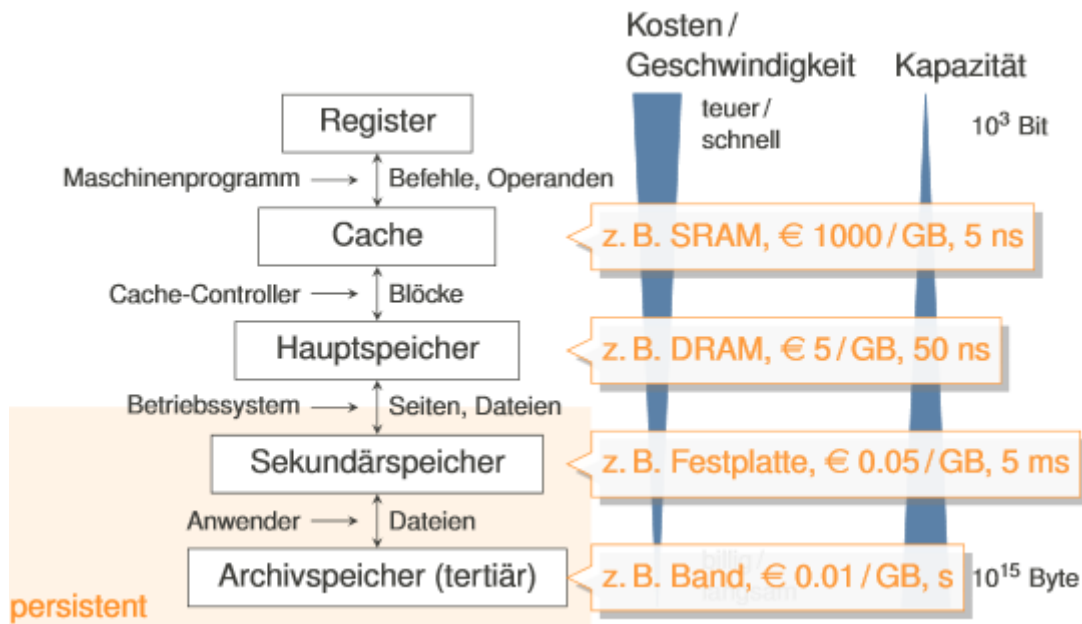 Kosten /
Geschwindigkeit
Kapazität
teuer /
schnell
10³ Bit
Register
Maschinenprogramm
Befehle, Operanden
Cache
z. B. SRAM, € 1000 / GB, 5 ns
Cache-Controller
Blöcke
Hauptspeicher
z. B. DRAM, € 5 / GB, 50 ns
Betriebssystem
Seiten, Dateien
Sekundärspeicher
z. B. Festplatte, € 0.05 / GB, 5 ms
Anwender
Dateien
billig /
langsam
Archivspeicher (tertiär)
z. B. Band, € 0.01 / GB, s
10¹⁵ Byte
persistent